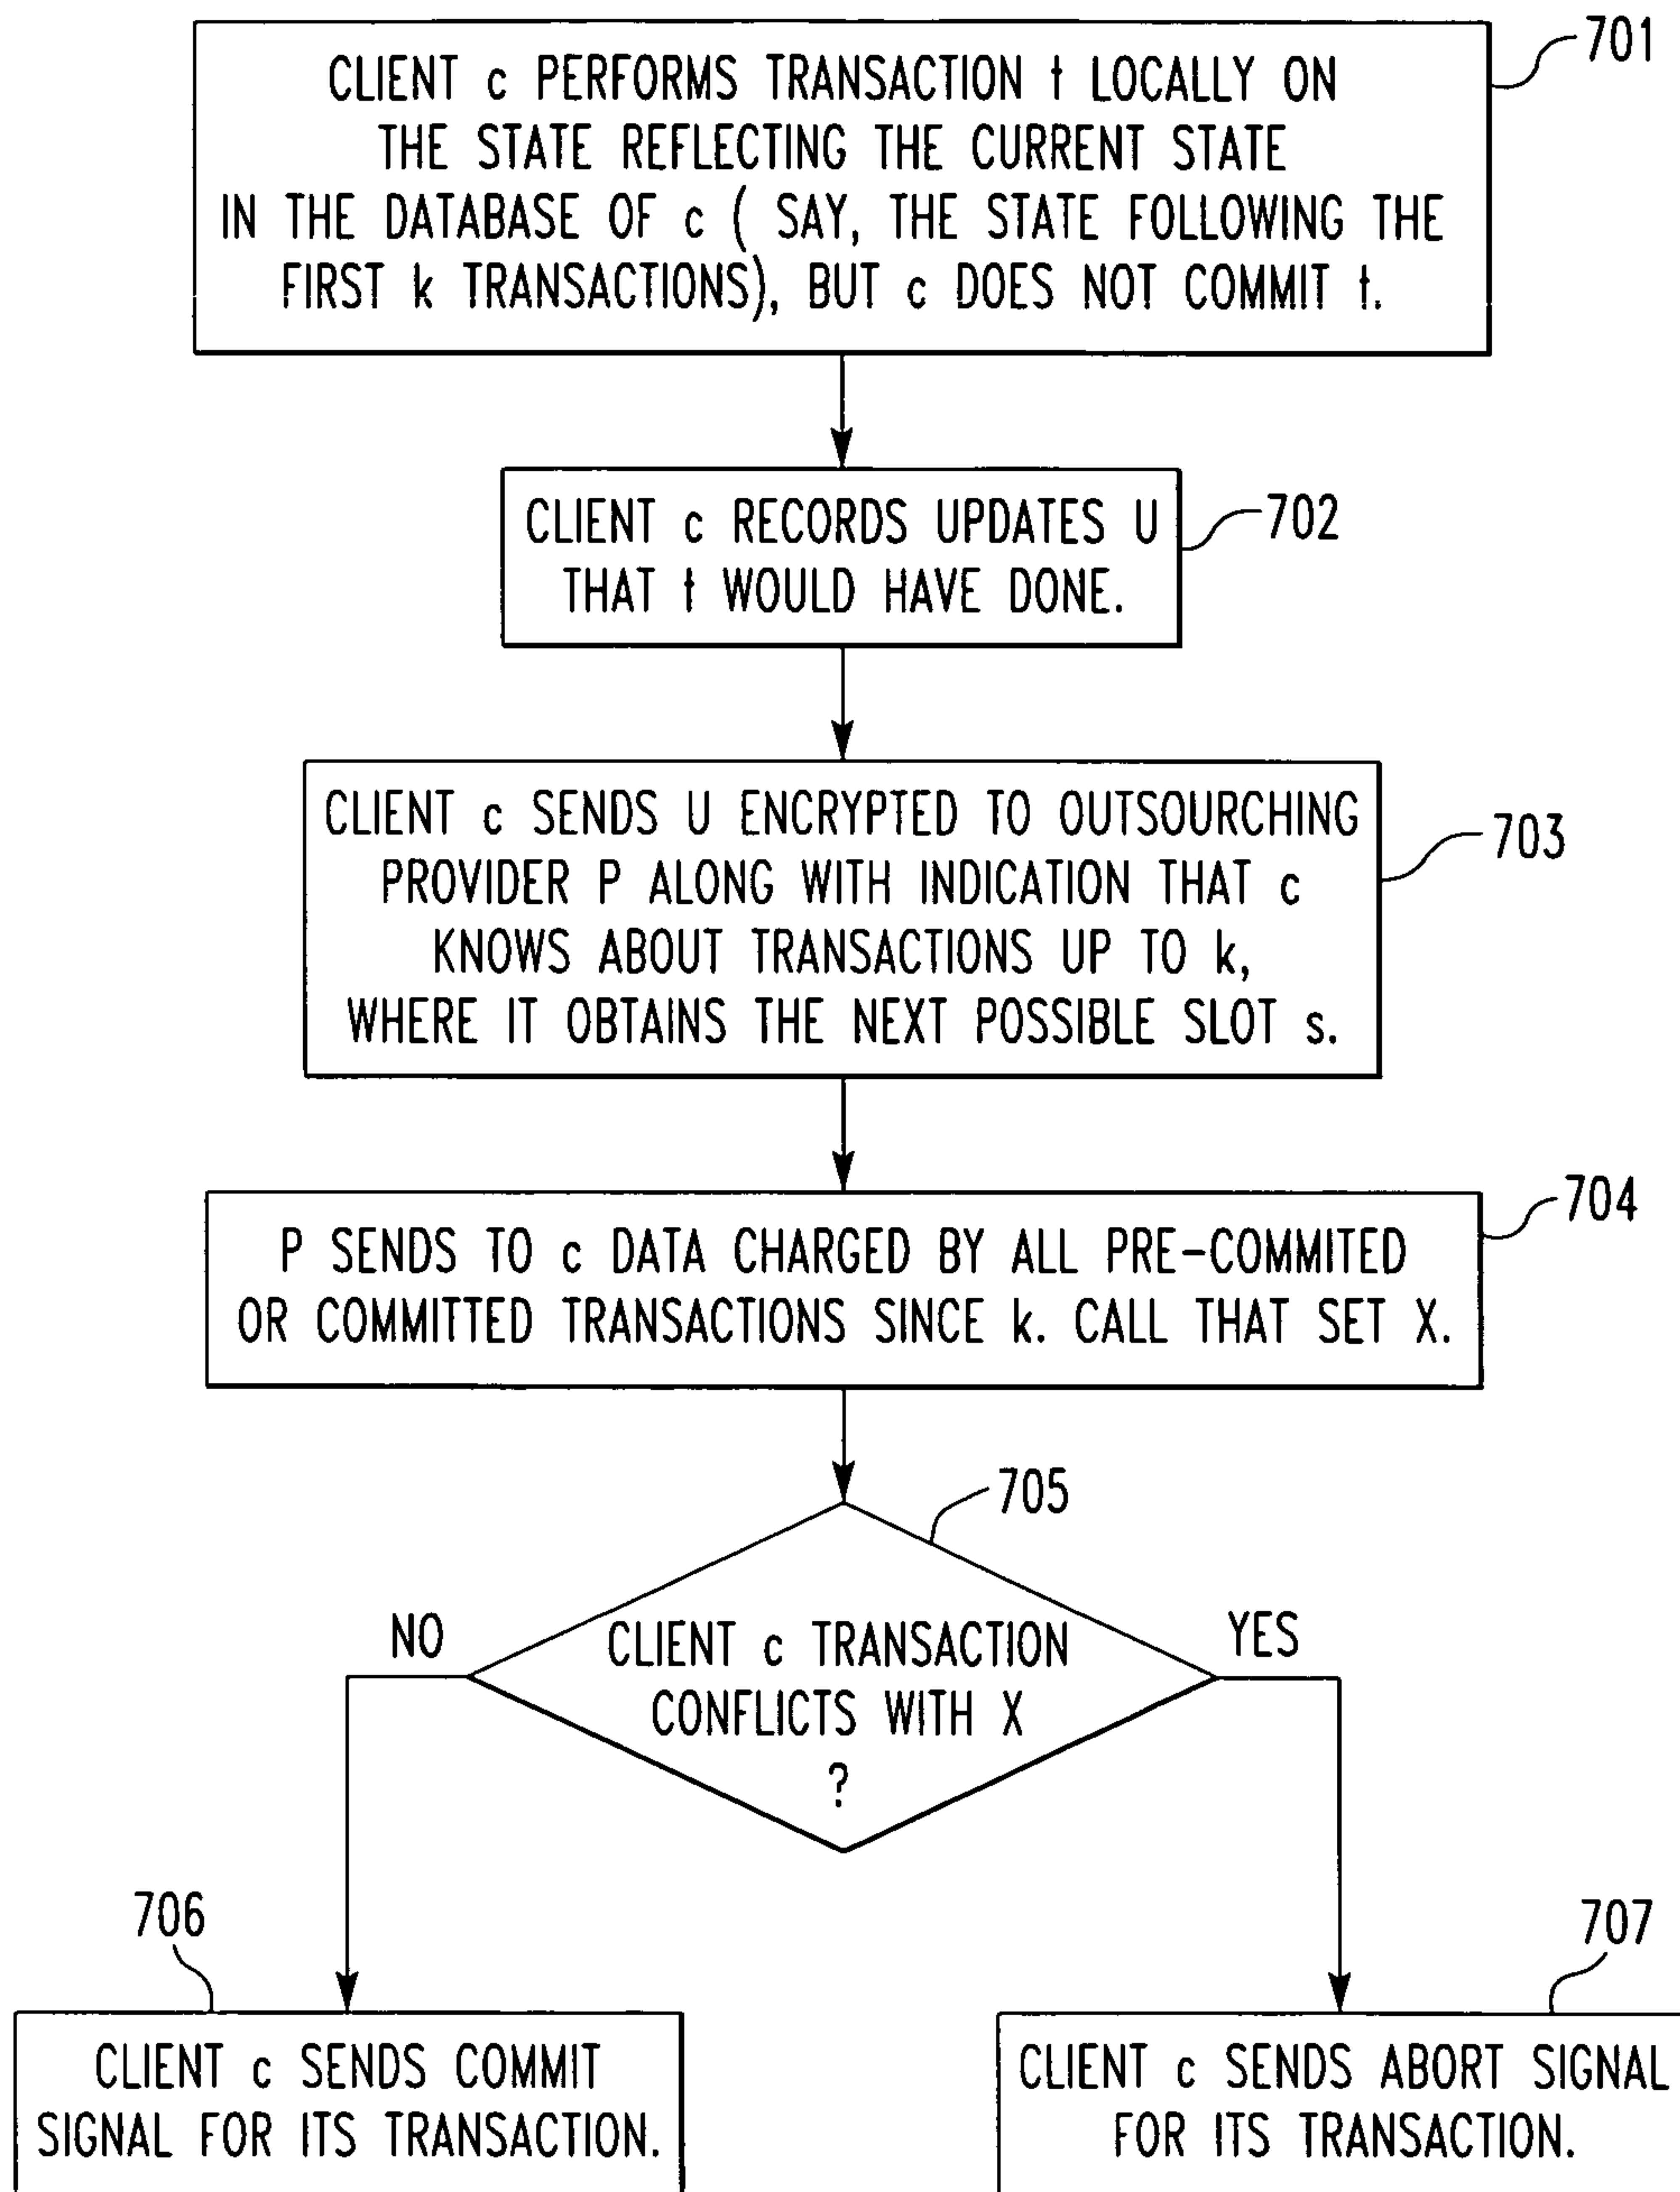 701
CLIENT c PERFORMS TRANSACTION t LOCALLY ON
THE STATE REFLECTING THE CURRENT STATE
IN THE DATABASE OF c ( SAY, THE STATE FOLLOWING THE
FIRST k TRANSACTIONS), BUT c DOES NOT COMMIT t.
702
CLIENT c RECORDS UPDATES U
THAT t WOULD HAVE DONE.
703
CLIENT c SENDS U ENCRYPTED TO OUTSOURCHING
PROVIDER P ALONG WITH INDICATION THAT c
KNOWS ABOUT TRANSACTIONS UP TO k,
WHERE IT OBTAINS THE NEXT POSSIBLE SLOT s.
704
P SENDS TO c DATA CHARGED BY ALL PRE-COMMITED
OR COMMITTED TRANSACTIONS SINCE k. CALL THAT SET X.
705
NO
YES
CLIENT c TRANSACTION
CONFLICTS WITH X
?
706
CLIENT c SENDS COMMIT
SIGNAL FOR ITS TRANSACTION.
707
CLIENT c SENDS ABORT SIGNAL
FOR ITS TRANSACTION.